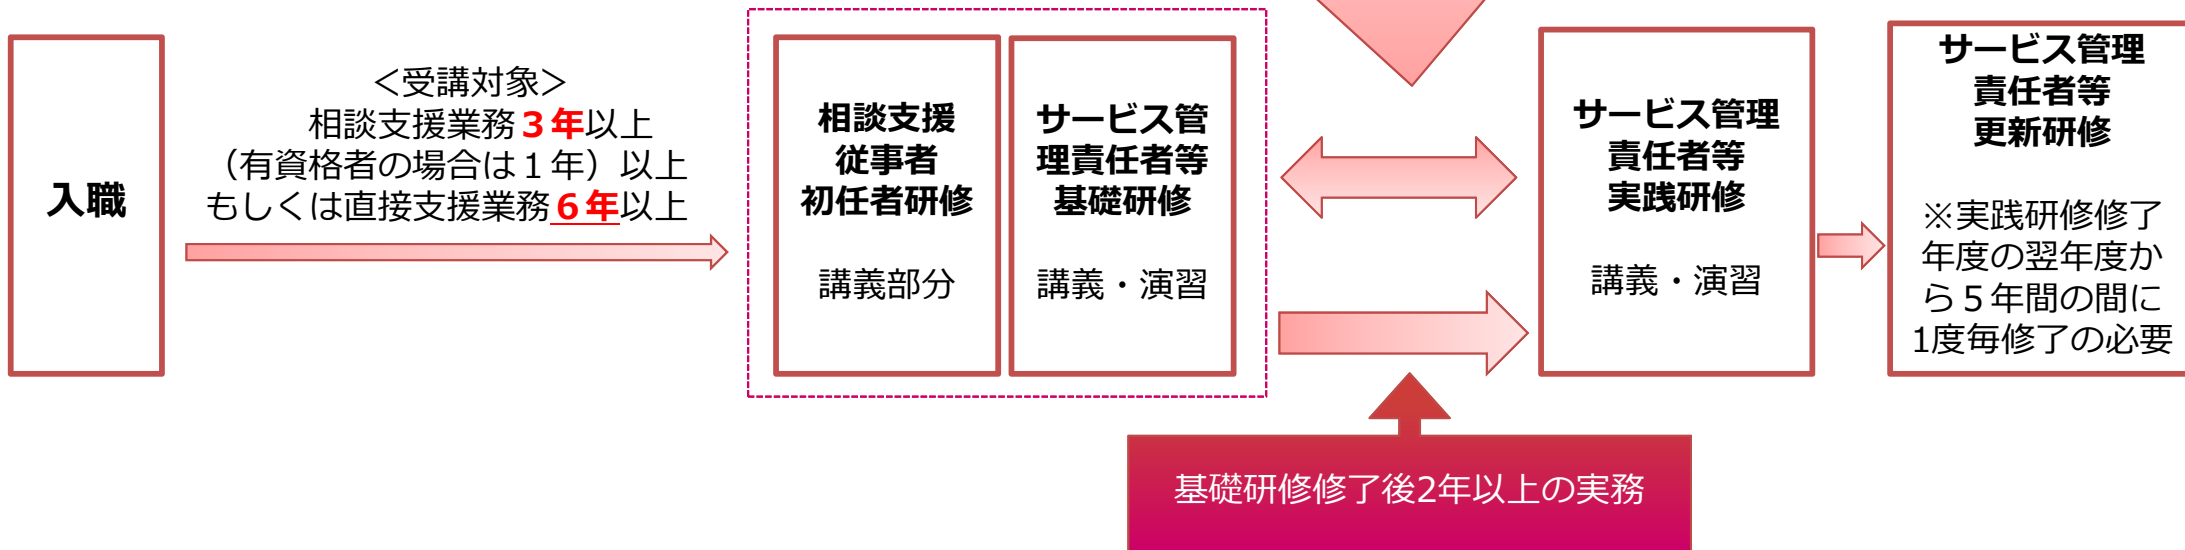 入職
＜受講対象＞
相談支援業務３年以上
（有資格者の場合は１年）以上
もしくは直接支援業務６年以上
相談支援
従事者
初任者研修
講義部分
サービス管
理責任者等
基礎研修
講義・演習
サービス管理
責任者等
実践研修
講義・演習
サービス管理
責任者等
更新研修
※実践研修修了
年度の翌年度か
ら５年間の間に
1度毎修了の必要
基礎研修修了後2年以上の実務